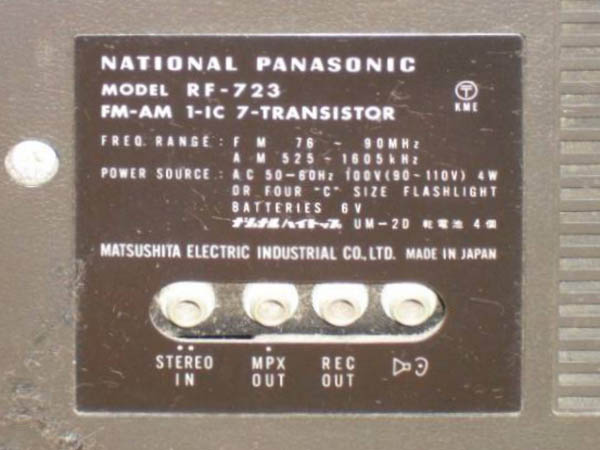 NATIONAL PANASONIC
MODEL RF-723
FM-AM 1-IC 7-TRANSISTOR
〒
KME
FREQ. RANGE : FM 76 ~ 90MHz
AM 525~1605kHz
POWER SOURCE : AC 50-60Hz 100V(90~110V) 4W
OR FOUR "C" SIZE FLASHLIGHT
BATTERIES 6V
ナショナルハイトップ UM-2D 乾電池 4個
MATSUSHITA ELECTRIC INDUSTRIAL CO., LTD. MADE IN JAPAN
STEREO IN
MPX OUT
REC OUT